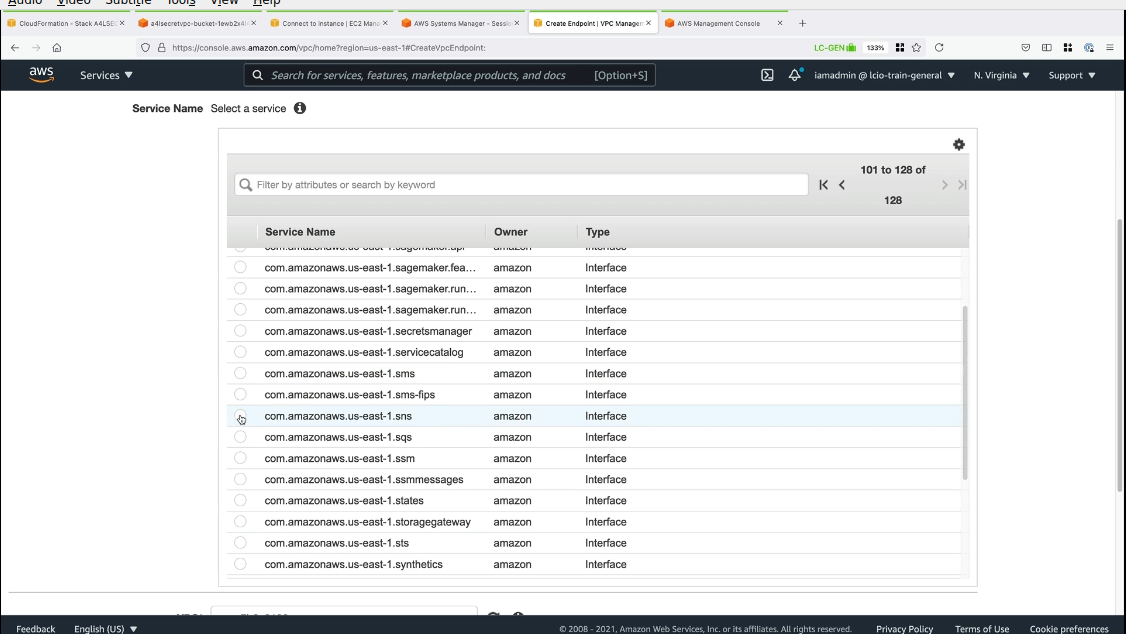 Audio Video Subtitle Tools View Help
CloudFormation - Stack A4LSEC
a4lsecretvpc-bucket-1ewb2x4l
Connect to instance | EC2 Mana
AWS Systems Manager - Sessio
Create Endpoint | VPC Managem
AWS Management Console
https://console.aws.amazon.com/vpc/home?region=us-east-1#CreateVpcEndpoint:
LC-GEN
133%
aws
Services
Search for services, features, marketplace products, and docs
[Option+S]
iamadmin @ lcio-train-general
N. Virginia
Support
Service Name Select a service
Filter by attributes or search by keyword
101 to 128 of
128
Service Name Owner Type
com.amazonaws.us-east-1.sagemaker.api amazon Interface
com.amazonaws.us-east-1.sagemaker.fea... amazon Interface
com.amazonaws.us-east-1.sagemaker.run... amazon Interface
com.amazonaws.us-east-1.sagemaker.run... amazon Interface
com.amazonaws.us-east-1.secretsmanager amazon Interface
com.amazonaws.us-east-1.servicecatalog amazon Interface
com.amazonaws.us-east-1.sms amazon Interface
com.amazonaws.us-east-1.sms-fips amazon Interface
com.amazonaws.us-east-1.sns amazon Interface
com.amazonaws.us-east-1.sqs amazon Interface
com.amazonaws.us-east-1.ssm amazon Interface
com.amazonaws.us-east-1.ssmmessages amazon Interface
com.amazonaws.us-east-1.states amazon Interface
com.amazonaws.us-east-1.storagegateway amazon Interface
com.amazonaws.us-east-1.sts amazon Interface
com.amazonaws.us-east-1.synthetics amazon Interface
Feedback English (US)
© 2008 - 2021, Amazon Web Services, Inc. or its affiliates. All rights reserved.
Privacy Policy Terms of Use Cookie preferences